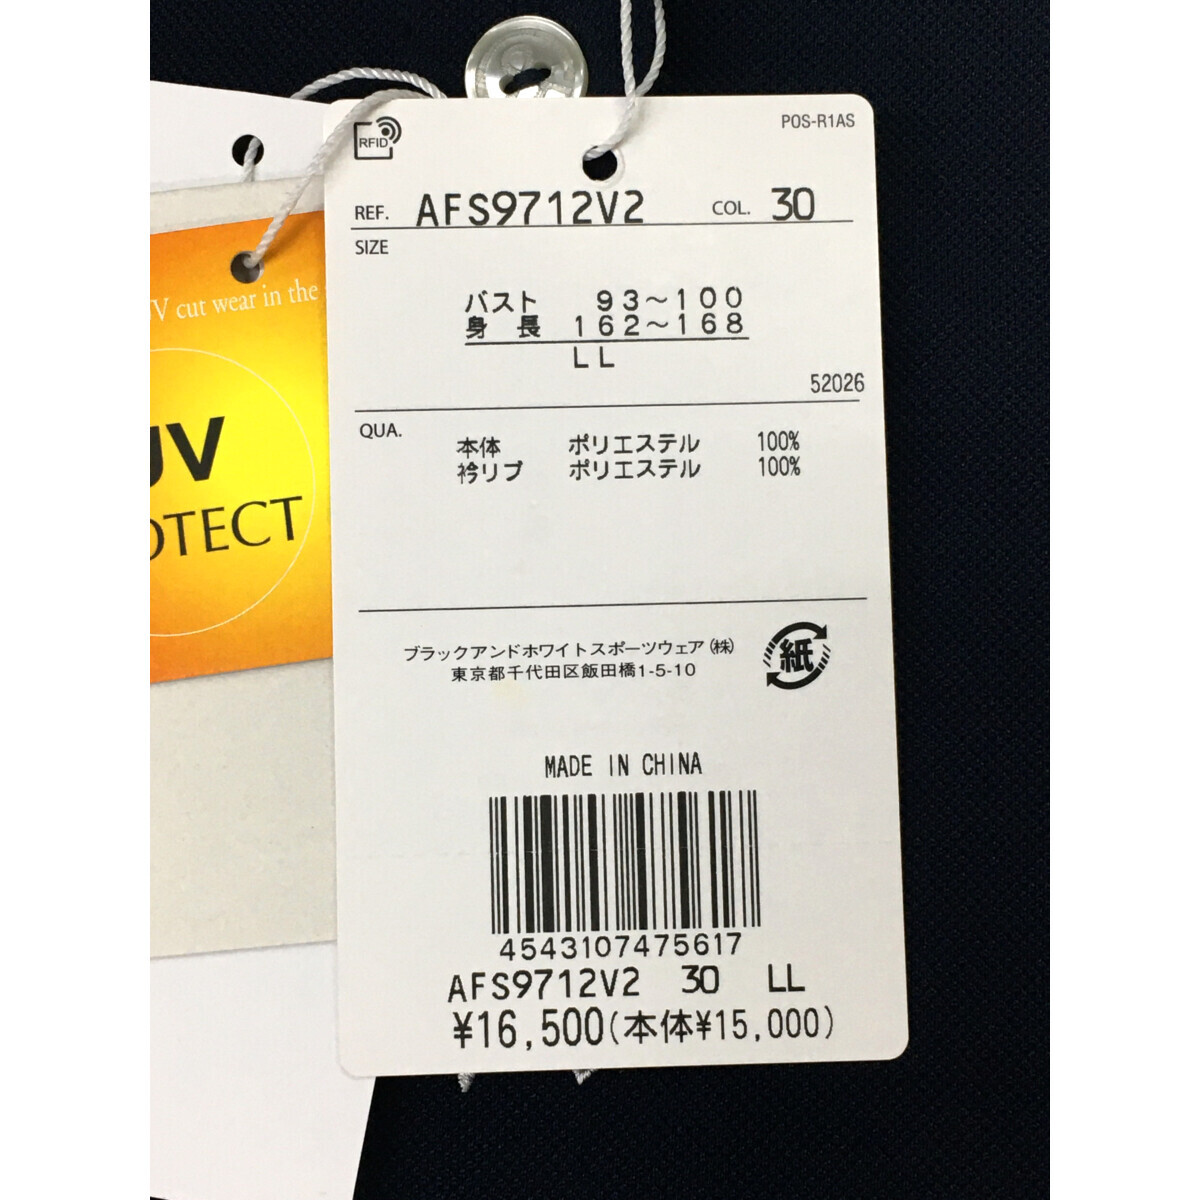 POS-R1AS
RFID
REF. AFS9712V2 COL. 30
SIZE
バスト 93～100
身長 162～168
LL
52026
QUA.
本体 ポリエステル 100%
衿リブ ポリエステル 100%
ブラックアンドホワイトスポーツウェア(株)
東京都千代田区飯田橋1-5-10
紙
MADE IN CHINA
4543107475617
AFS9712V2 30 LL
¥16,500(本体¥15,000)
V cut wear in the
UV
OTECT